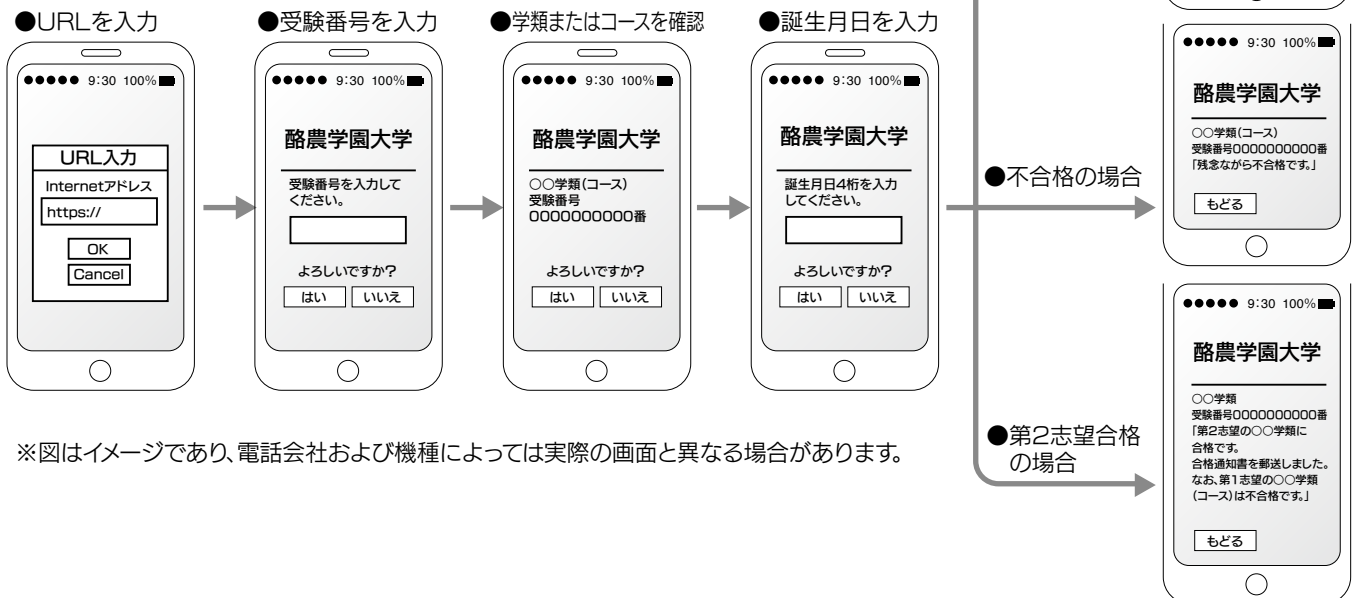 ●URLを入力
●●●●● 9:30 100%
URL入力
Internetアドレス
https://
OK
Cancel
●受験番号を入力
●●●●● 9:30 100%
酪農学園大学
受験番号を入力して
ください。
よろしいですか?
はい いいえ
●学類またはコースを確認
●●●●● 9:30 100%
酪農学園大学
○○学類(コース)
受験番号
0000000000番
よろしいですか?
はい いいえ
●誕生月日を入力
●●●●● 9:30 100%
酪農学園大学
誕生月日4桁を入力
してください。
よろしいですか?
はい いいえ
●不合格の場合
●●●●● 9:30 100%
酪農学園大学
○○学類(コース)
受験番号0000000000番
「残念ながら不合格です。」
もどる
●第2志望合格
の場合
●●●●● 9:30 100%
酪農学園大学
○○学類
受験番号0000000000番
「第2志望の○○学類に
合格です。
合格通知書を郵送しました。
なお、第1志望の○○学類
(コース)は不合格です。」
もどる
※図はイメージであり、電話会社および機種によっては実際の画面と異なる場合があります。